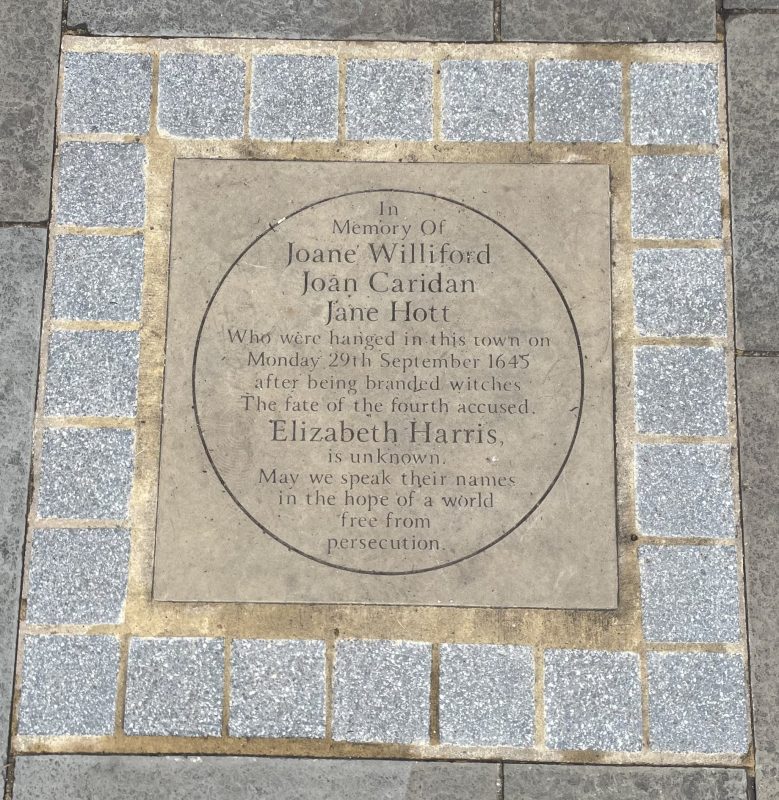 In
Memory Of
Joane Williford
Joan Caridan
Jane Hott
Who were hanged in this town on
Monday 29th September 1645
after being branded witches
The fate of the fourth accused.
Elizabeth Harris,
is unknown.
May we speak their names
in the hope of a world
free from
persecution.